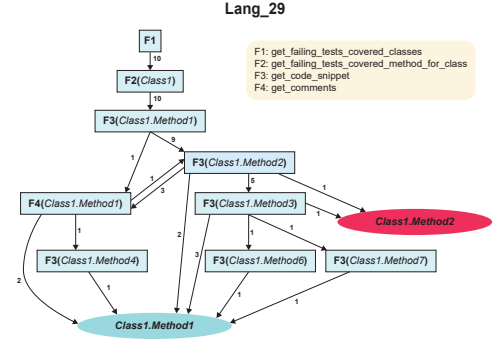 Lang_29
F1
F1: get_failing_tests_covered_classes
F2: get_failing_tests_covered_method_for_class
F3: get_code_snippet
F4: get_comments
10
F2(Class1)
10
F3(Class1.Method1)
9
1
F3(Class1.Method2)
1
3
5
1
F4(Class1.Method1)
F3(Class1.Method3)
1
Class1.Method2
1
2
3
1
1
F3(Class1.Method4)
F3(Class1.Method6)
F3(Class1.Method7)
2
1
1
1
Class1.Method1